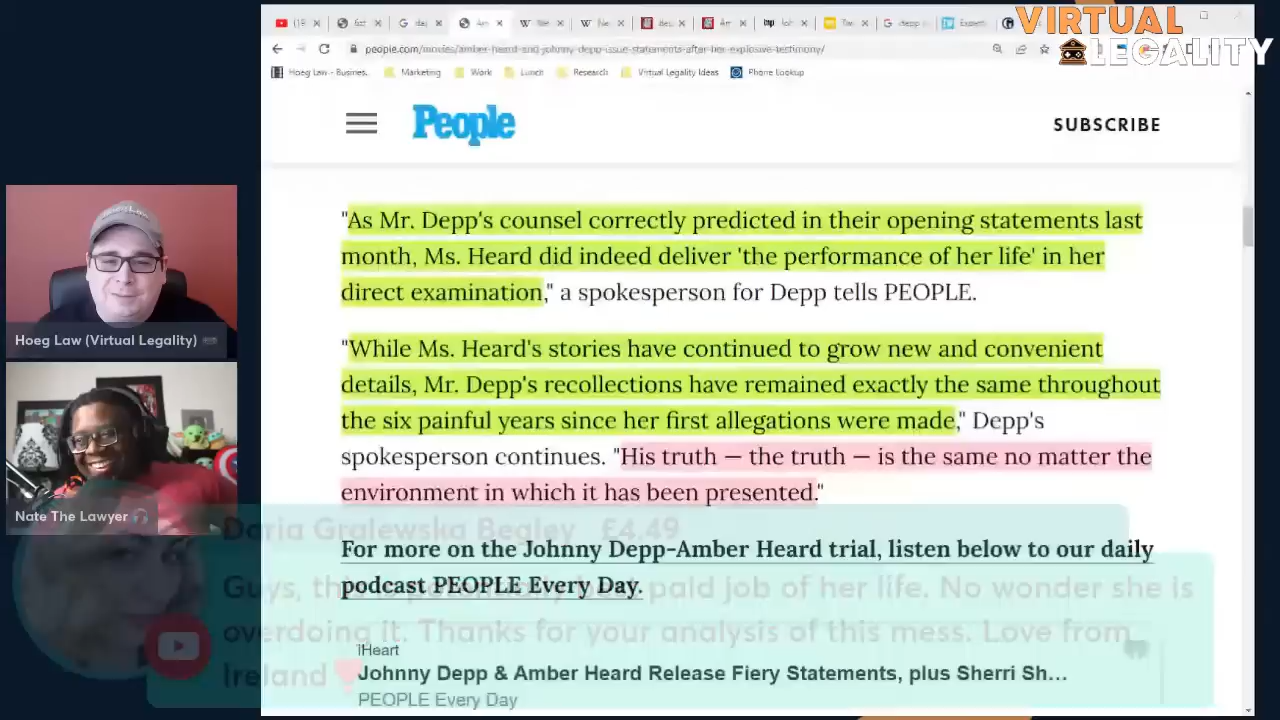 VIRTUAL
LEGALITY
people.com/movies/amber-heard-and-johnny-depp-issue-statements-after-her-explosive-testimony/
Hoeg Law - Busines..
Marketing
Work
Lunch
Research
Virtual Legality Ideas
Phone Lookup
People
SUBSCRIBE
"As Mr. Depp's counsel correctly predicted in their opening statements last
month, Ms. Heard did indeed deliver 'the performance of her life' in her
direct examination," a spokesperson for Depp tells PEOPLE.
"While Ms. Heard's stories have continued to grow new and convenient
details, Mr. Depp's recollections have remained exactly the same throughout
the six painful years since her first allegations were made," Depp's
spokesperson continues. "His truth — the truth — is the same no matter the
environment in which it has been presented."
For more on the Johnny Depp-Amber Heard trial, listen below to our daily
podcast PEOPLE Every Day.
iHeart
Johnny Depp & Amber Heard Release Fiery Statements, plus Sherri Sh...
PEOPLE Every Day
Hoeg Law (Virtual Legality)
Nate The Lawyer
Daria Gralewska Begley £4.49
Guys, this is potentially best paid job of her life. No wonder she is
overdoing it. Thanks for your analysis of this mess. Love from
Ireland